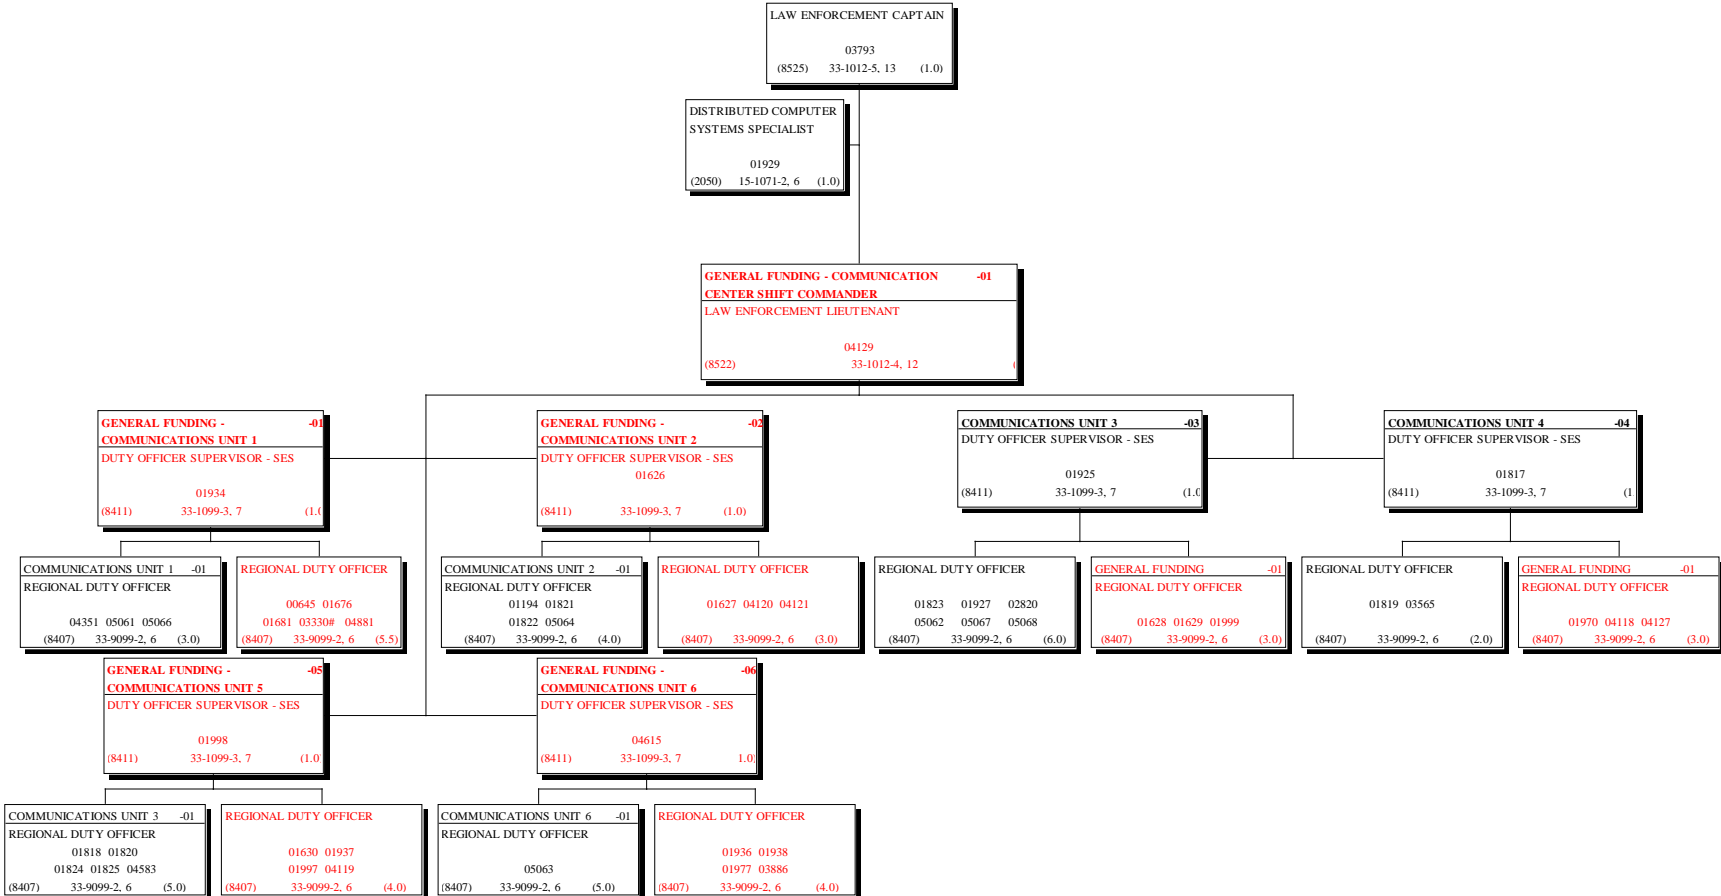 LAW ENFORCEMENT CAPTAIN
03793
(8525) 33-1012-5, 13 (1.0)
DISTRIBUTED COMPUTER
SYSTEMS SPECIALIST
01929
(2050) 15-1071-2, 6 (1.0)
GENERAL FUNDING - COMMUNICATION -01
CENTER SHIFT COMMANDER
LAW ENFORCEMENT LIEUTENANT
04129
(8522) 33-1012-4, 12 (
GENERAL FUNDING - -01
COMMUNICATIONS UNIT 1
DUTY OFFICER SUPERVISOR - SES
01934
(8411) 33-1099-3, 7 (1.0
GENERAL FUNDING - -02
COMMUNICATIONS UNIT 2
DUTY OFFICER SUPERVISOR - SES
01626
(8411) 33-1099-3, 7 (1.0)
COMMUNICATIONS UNIT 3 -03
DUTY OFFICER SUPERVISOR - SES
01925
(8411) 33-1099-3, 7 (1.0
COMMUNICATIONS UNIT 4 -04
DUTY OFFICER SUPERVISOR - SES
01817
(8411) 33-1099-3, 7 (1.
COMMUNICATIONS UNIT 1 -01
REGIONAL DUTY OFFICER
04351 05061 05066
(8407) 33-9099-2, 6 (3.0)
REGIONAL DUTY OFFICER
00645 01676
01681 03330# 04881
(8407) 33-9099-2, 6 (5.5)
COMMUNICATIONS UNIT 2 -01
REGIONAL DUTY OFFICER
01194 01821
01822 05064
(8407) 33-9099-2, 6 (4.0)
REGIONAL DUTY OFFICER
01627 04120 04121
(8407) 33-9099-2, 6 (3.0)
REGIONAL DUTY OFFICER
01823 01927 02820
05062 05067 05068
(8407) 33-9099-2, 6 (6.0)
GENERAL FUNDING -01
REGIONAL DUTY OFFICER
01628 01629 01999
(8407) 33-9099-2, 6 (3.0)
REGIONAL DUTY OFFICER
01819 03565
(8407) 33-9099-2, 6 (2.0)
GENERAL FUNDING -01
REGIONAL DUTY OFFICER
01970 04118 04127
(8407) 33-9099-2, 6 (3.0)
GENERAL FUNDING - -05
COMMUNICATIONS UNIT 5
DUTY OFFICER SUPERVISOR - SES
01998
(8411) 33-1099-3, 7 (1.0
GENERAL FUNDING - -06
COMMUNICATIONS UNIT 6
DUTY OFFICER SUPERVISOR - SES
04615
(8411) 33-1099-3, 7 1.0)
COMMUNICATIONS UNIT 3 -01
REGIONAL DUTY OFFICER
01818 01820
01824 01825 04583
(8407) 33-9099-2, 6 (5.0)
REGIONAL DUTY OFFICER
01630 01937
01997 04119
(8407) 33-9099-2, 6 (4.0)
COMMUNICATIONS UNIT 6 -01
REGIONAL DUTY OFFICER
05063
(8407) 33-9099-2, 6 (5.0)
REGIONAL DUTY OFFICER
01936 01938
01977 03886
(8407) 33-9099-2, 6 (4.0)